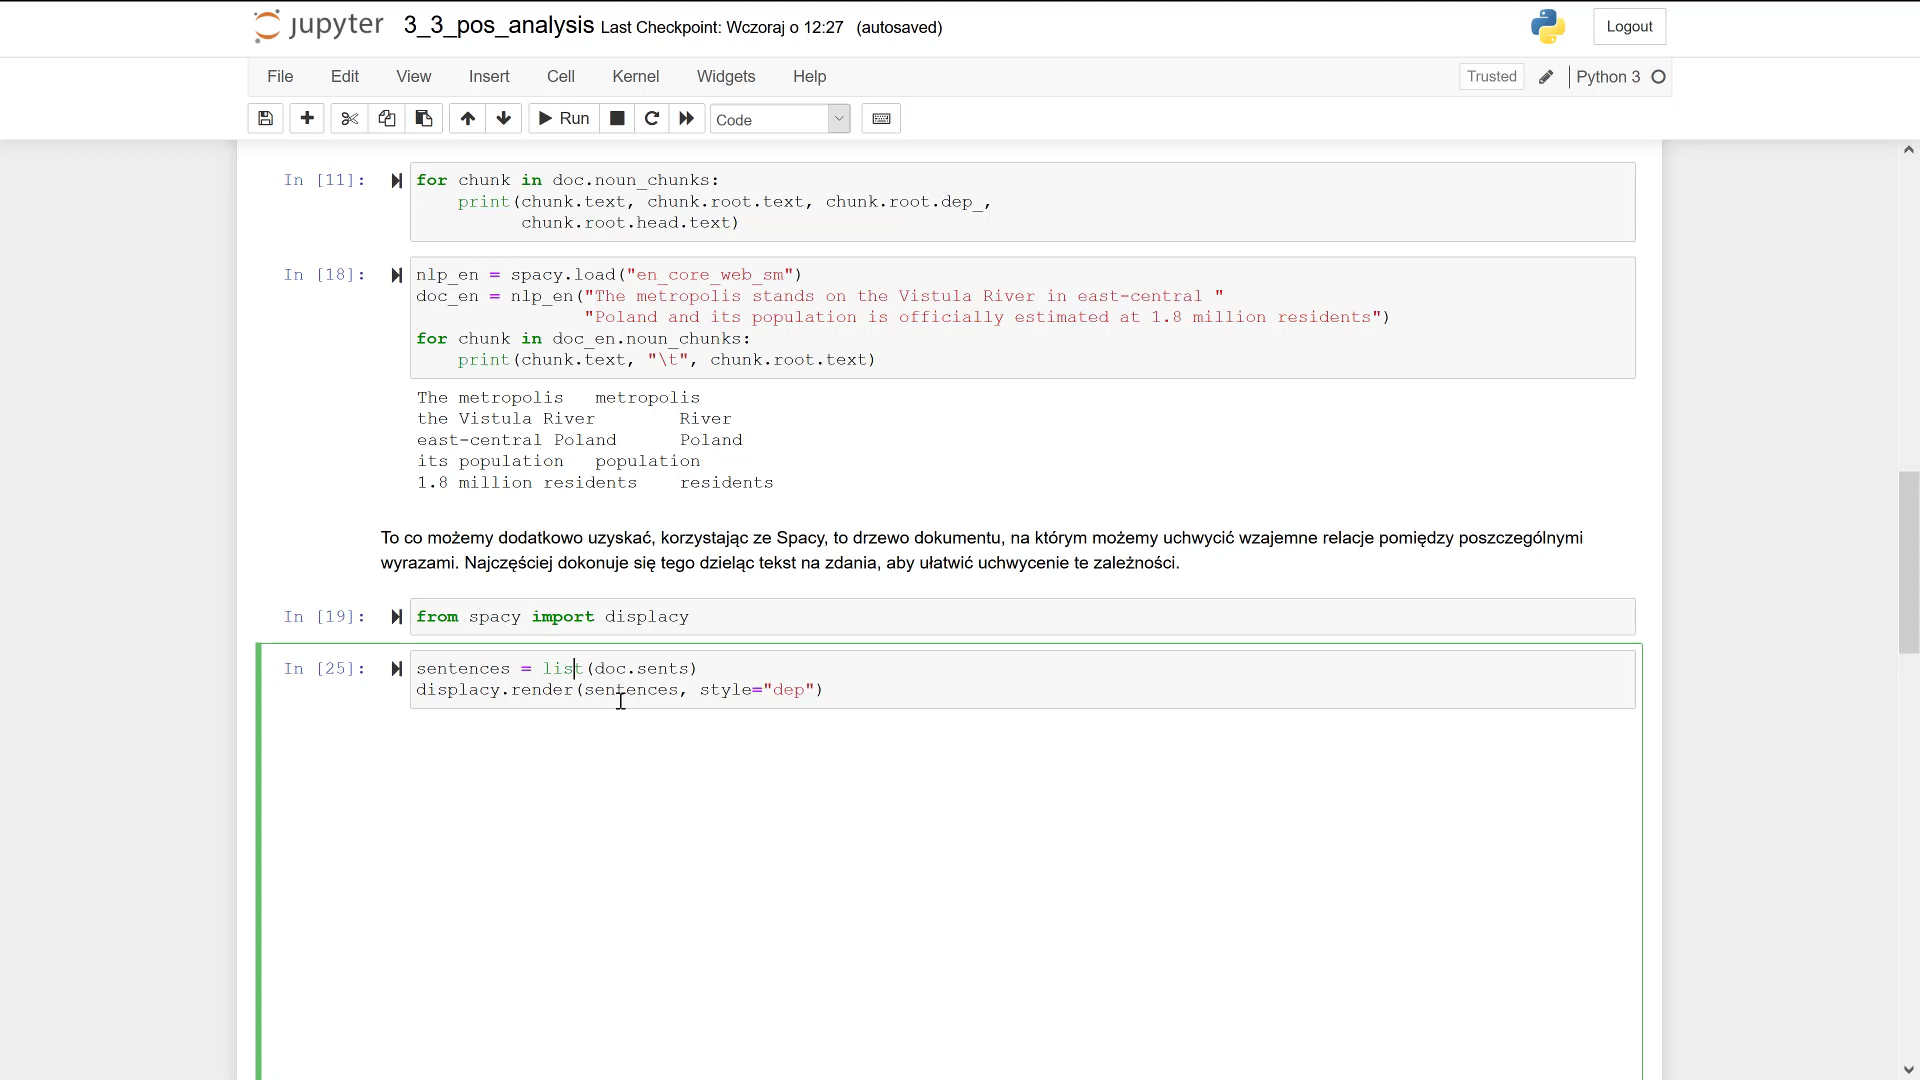 jupyter 3_3_pos_analysis Last Checkpoint: Wczoraj o 12:27 (autosaved) Logout
File Edit View Insert Cell Kernel Widgets Help Trusted Python 3
Run Code
In [11]: for chunk in doc.noun_chunks:
print(chunk.text, chunk.root.text, chunk.root.dep_,
chunk.root.head.text)
In [18]: nlp_en = spacy.load("en_core_web_sm")
doc_en = nlp_en("The metropolis stands on the Vistula River in east-central "
"Poland and its population is officially estimated at 1.8 million residents")
for chunk in doc_en.noun_chunks:
print(chunk.text, "\t", chunk.root.text)
The metropolis metropolis
the Vistula River River
east-central Poland Poland
its population population
1.8 million residents residents
To co możemy dodatkowo uzyskać, korzystając ze Spacy, to drzewo dokumentu, na którym możemy uchwycić wzajemne relacje pomiędzy poszczególnymi
wyrazami. Najczęściej dokonuje się tego dzieląc tekst na zdania, aby ułatwić uchwycenie te zależności.
In [19]: from spacy import displacy
In [25]: sentences = list(doc.sents)
displacy.render(sentences, style="dep")